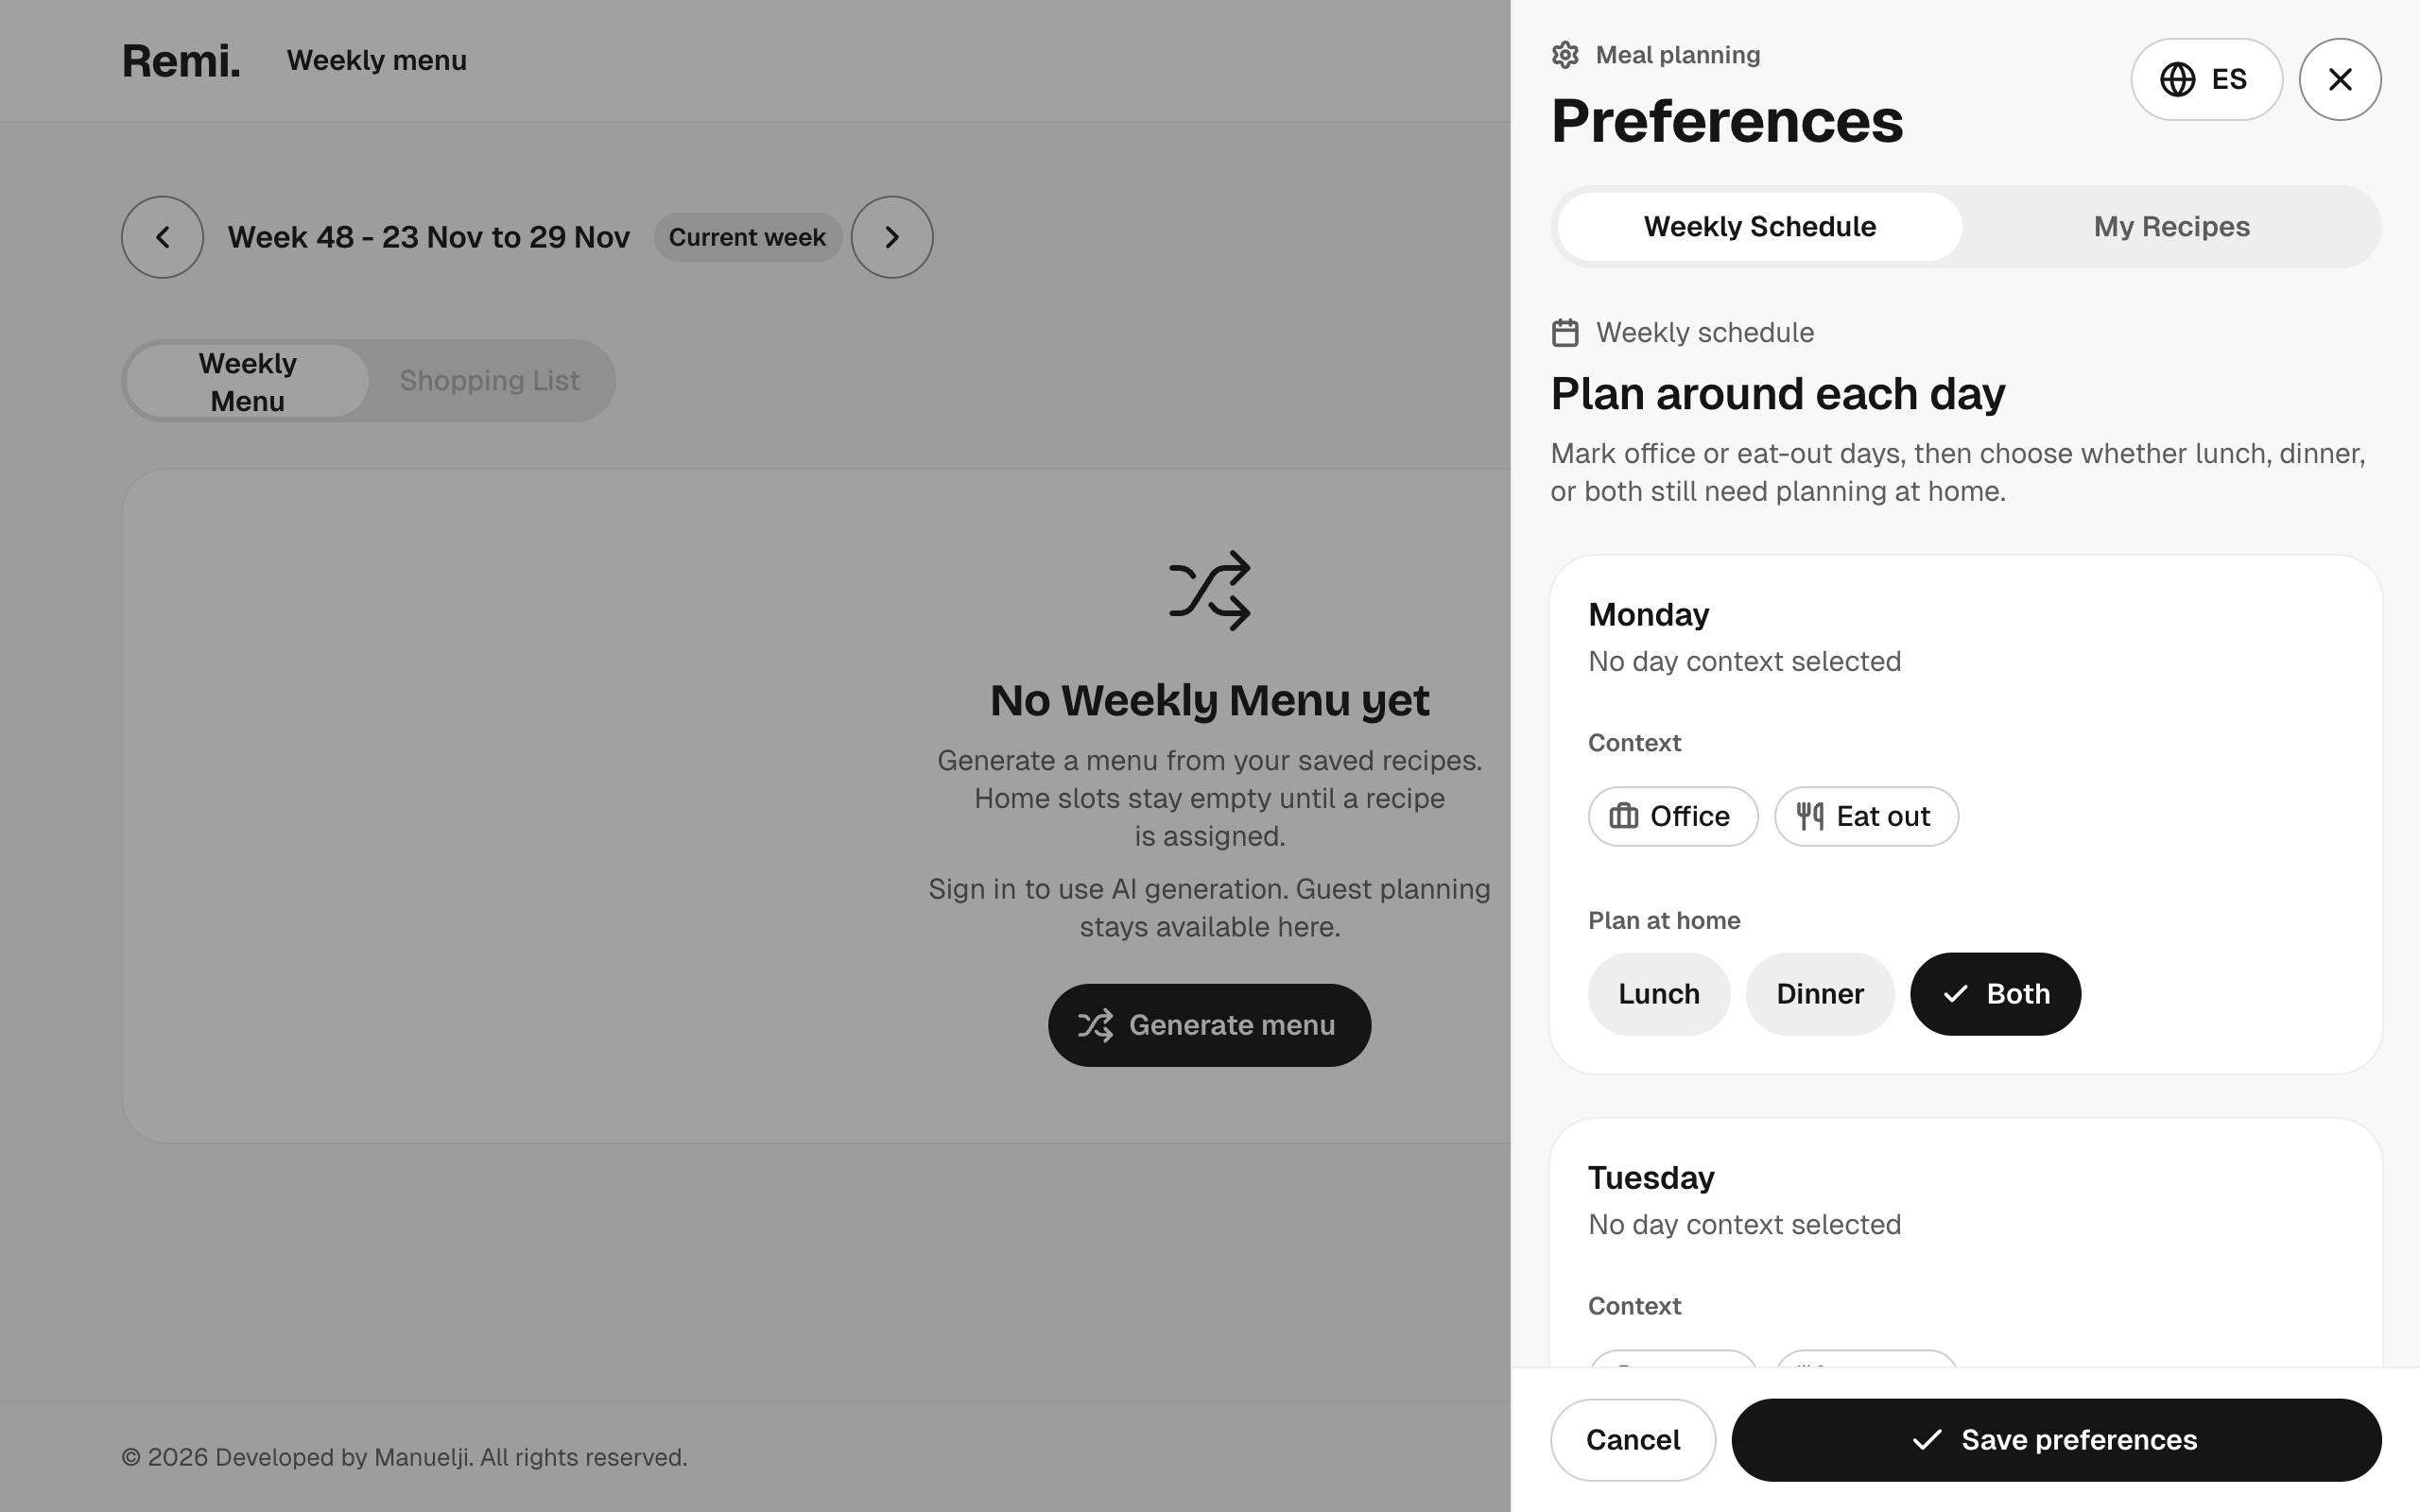 Remi.
Weekly menu
Week 48 - 23 Nov to 29 Nov
Current week
Weekly
Menu
Shopping List
No Weekly Menu yet
Generate a menu from your saved recipes.
Home slots stay empty until a recipe
is assigned.
Sign in to use AI generation. Guest planning
stays available here.
Generate menu
© 2026 Developed by Manuelji. All rights reserved.
Meal planning
Preferences
ES
Weekly Schedule
My Recipes
Weekly schedule
Plan around each day
Mark office or eat-out days, then choose whether lunch, dinner,
or both still need planning at home.
Monday
No day context selected
Context
Office
Eat out
Plan at home
Lunch
Dinner
Both
Tuesday
No day context selected
Context
Cancel
Save preferences